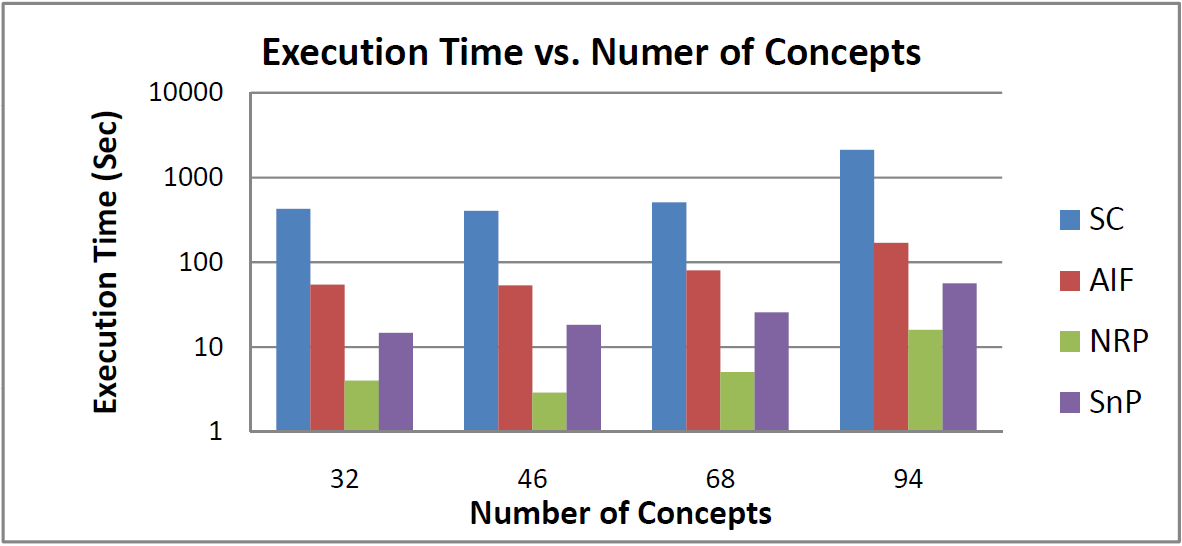 Execution Time vs. Numer of Concepts
10000
1000
100
10
1
Execution Time (Sec)
32 46 68 94
Number of Concepts
SC
AIF
NRP
SnP